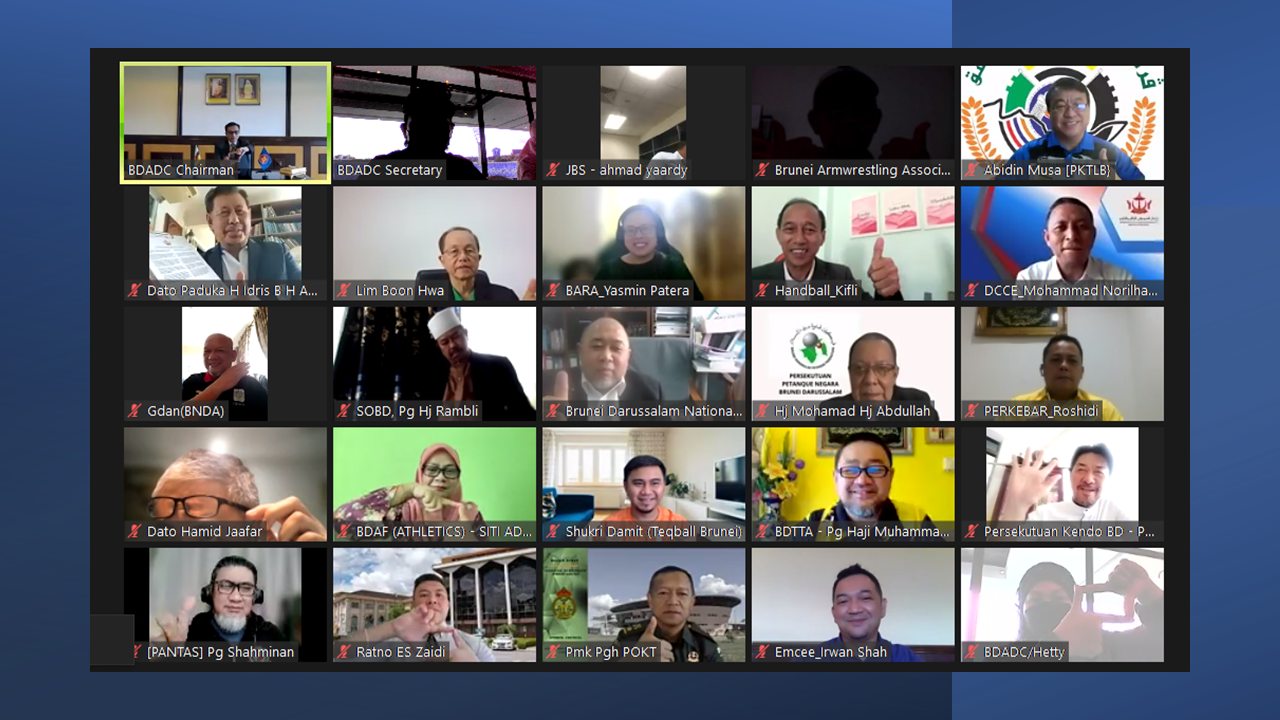 BDADC Chairman
BDADC Secretary
JBS - ahmad yaardy
Brunei Armwrestling Associ...
Abidin Musa [PKTLB]
Dato Paduka H Idris B H A...
Lim Boon Hwa
BARA_Yasmin Patera
Handball_Kifli
DCCE_Mohammad Norilha...
Gdan(BNDA)
SOBD, Pg Hj Rambli
Brunei Darussalam Nationa...
PERSEKUTUAN
PETANQUE NEGARA
BRUNEI DARUSSALAM
Hj Mohamad Hj Abdullah
PERKEBAR_Roshidi
Dato Hamid Jaafar
BDAF (ATHLETICS) - SITI AD...
Shukri Damit (Teqball Brunei)
BDTTA - Pg Haji Muhamma...
Persekutuan Kendo BD - P...
[PANTAS] Pg Shahminan
Ratno ES Zaidi
Pmk Pgh POKT
Emcee_Irwan Shah
BDADC/Hetty